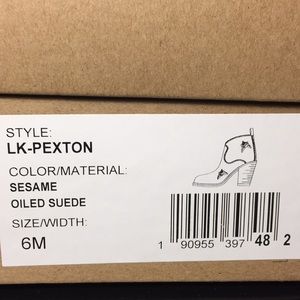 STYLE:
LK-PEXTON
COLOR/MATERIAL:
SESAME
OILED SUEDE
SIZE/WIDTH:
6M
1 90955 397 48 2